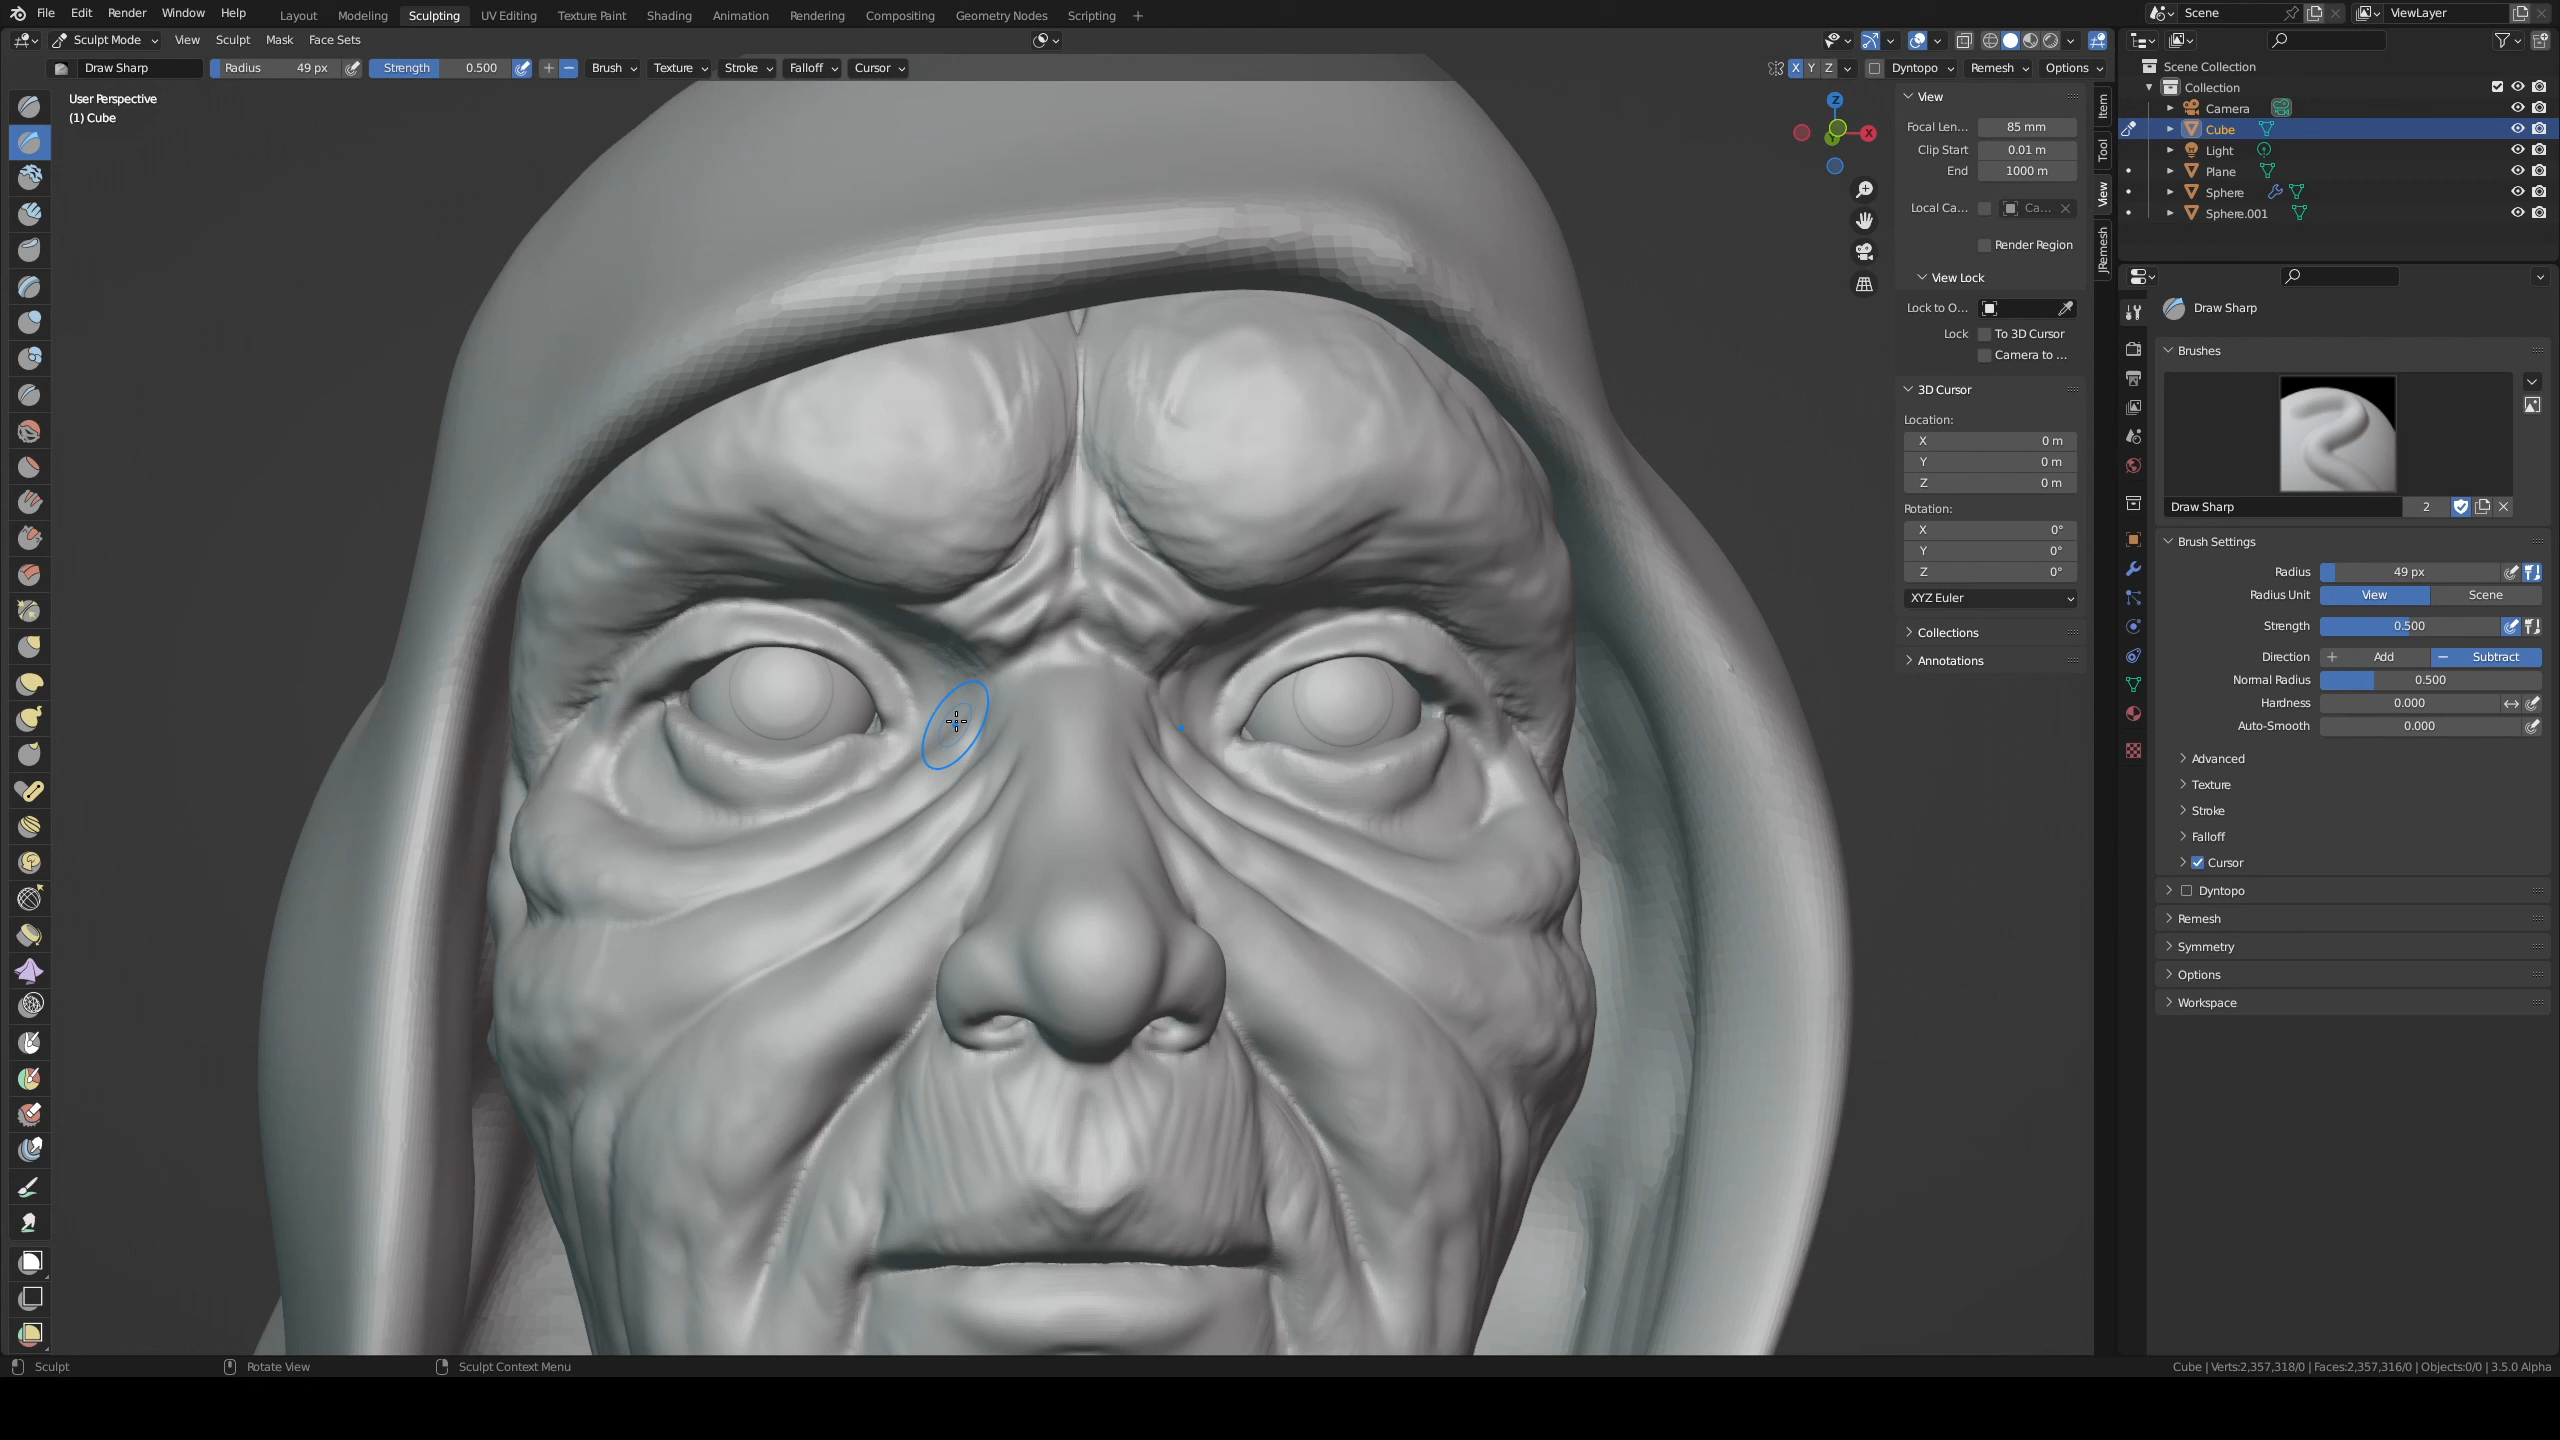 File Edit Render Window Help Layout Modeling Sculpting UV Editing Texture Paint Shading Animation Rendering Compositing Geometry Nodes Scripting + Scene ViewLayer
Sculpt Mode View Sculpt Mask Face Sets
Draw Sharp Radius 49 px Strength 0.500 Brush Texture Stroke Falloff Cursor X Y Z Dyntopo Remesh Options
User Perspective
(1) Cube
Z
X
Y
Item
Tool
View
JRemesh
View
Focal Len... 85 mm
Clip Start 0.01 m
End 1000 m
Local Ca... Ca...
Render Region
View Lock
Lock to O...
Lock To 3D Cursor
Camera to ...
3D Cursor
Location:
X 0 m
Y 0 m
Z 0 m
Rotation:
X 0°
Y 0°
Z 0°
XYZ Euler
Collections
Annotations
Scene Collection
Collection
Camera
Cube
Light
Plane
Sphere
Sphere.001
Draw Sharp
Brushes
Draw Sharp 2
Brush Settings
Radius 49 px
Radius Unit View Scene
Strength 0.500
Direction + Add − Subtract
Normal Radius 0.500
Hardness 0.000
Auto-Smooth 0.000
Advanced
Texture
Stroke
Falloff
Cursor
Dyntopo
Remesh
Symmetry
Options
Workspace
Sculpt Rotate View Sculpt Context Menu Cube | Verts:2,357,318/0 | Faces:2,357,316/0 | Objects:0/0 | 3.5.0 Alpha